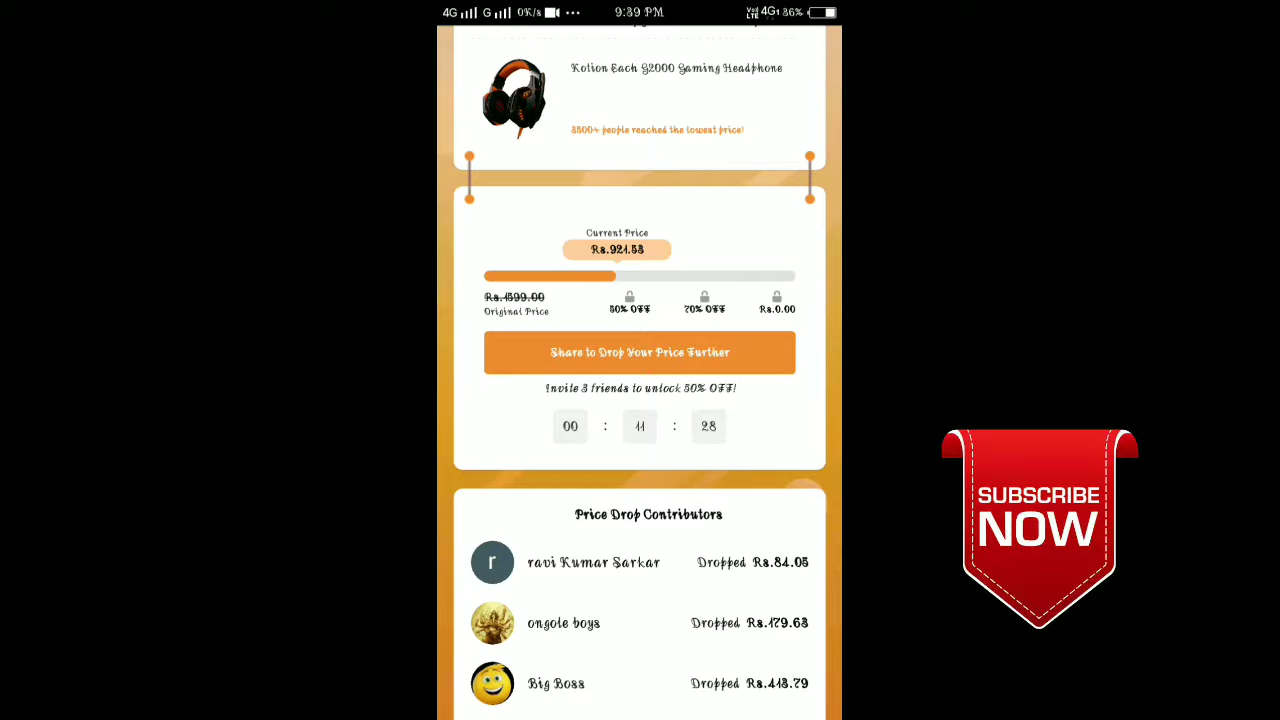 4G G 0K/s ... 9:39 PM VoLTE 4G 36%
Kotion Each G2000 Gaming Headphone
3500+ people reached the lowest price!
Current Price
Rs.921.53
Rs.1599.00
Original Price
50% OFF 70% OFF Rs.0.00
Share to Drop Your Price Further
Invite 3 friends to unlock 50% OFF!
00 : 11 : 28
Price Drop Contributors
r ravi Kumar Sarkar Dropped Rs.84.05
ongole boys Dropped Rs.179.63
Big Boss Dropped Rs.413.79
SUBSCRIBE
NOW